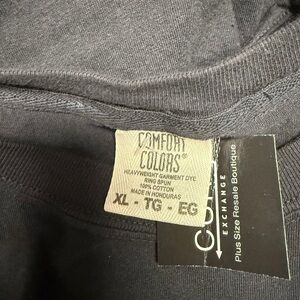 COMFORT
COLORS®
HEAVYWEIGHT GARMENT DYE
RING SPUN
100% COTTON
MADE IN HONDURAS
XL - TG - EG
EXCHANGE
Plus Size Resale Boutique